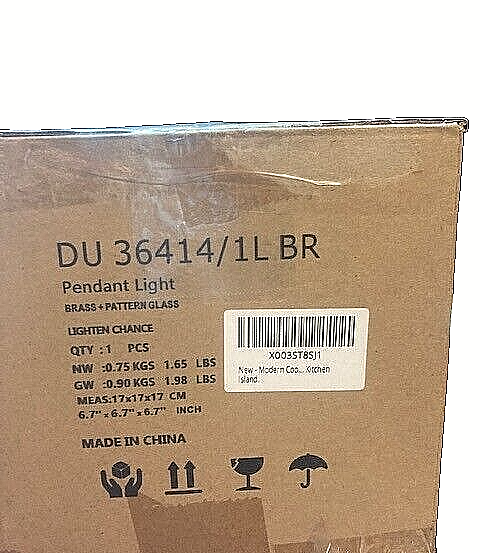 DU 36414/1L BR
Pendant Light
BRASS+PATTERN GLASS
LIGHTEN CHANCE
QTY : 1 PCS
NW :0.75 KGS 1.65 LBS
GW :0.90 KGS 1.98 LBS
MEAS:17x17x17 CM
6.7" x 6.7" x 6.7" INCH
MADE IN CHINA
X003ST8SJ1
New - Modern Coo... Kitchen
Island.